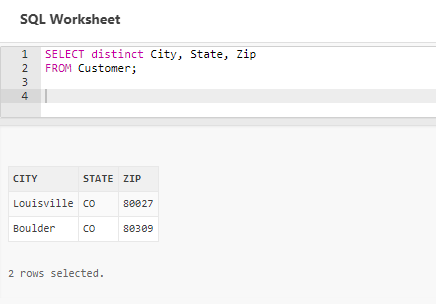 SQL Worksheet
1 SELECT distinct City, State, Zip
2 FROM Customer;
3
4
CITY STATE ZIP
Louisville CO 80027
Boulder CO 80309
2 rows selected.